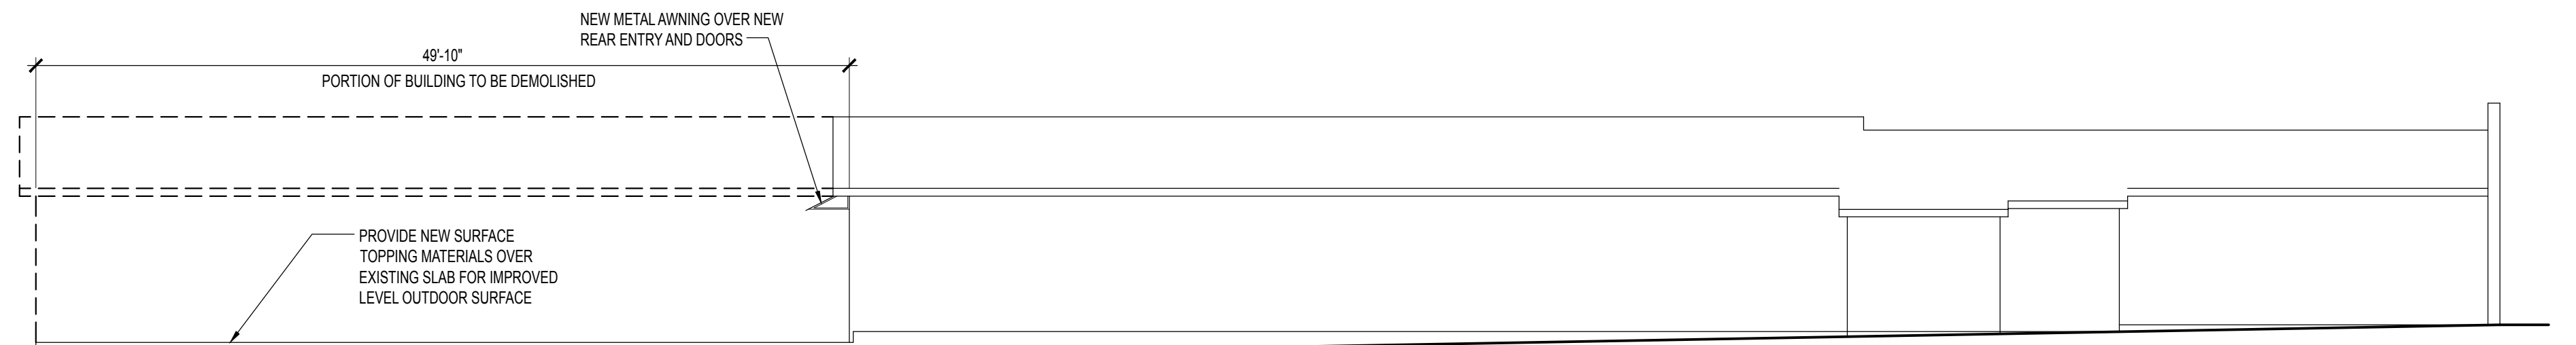 NEW METAL AWNING OVER NEW
REAR ENTRY AND DOORS
49'-10"
PORTION OF BUILDING TO BE DEMOLISHED
PROVIDE NEW SURFACE
TOPPING MATERIALS OVER
EXISTING SLAB FOR IMPROVED
LEVEL OUTDOOR SURFACE